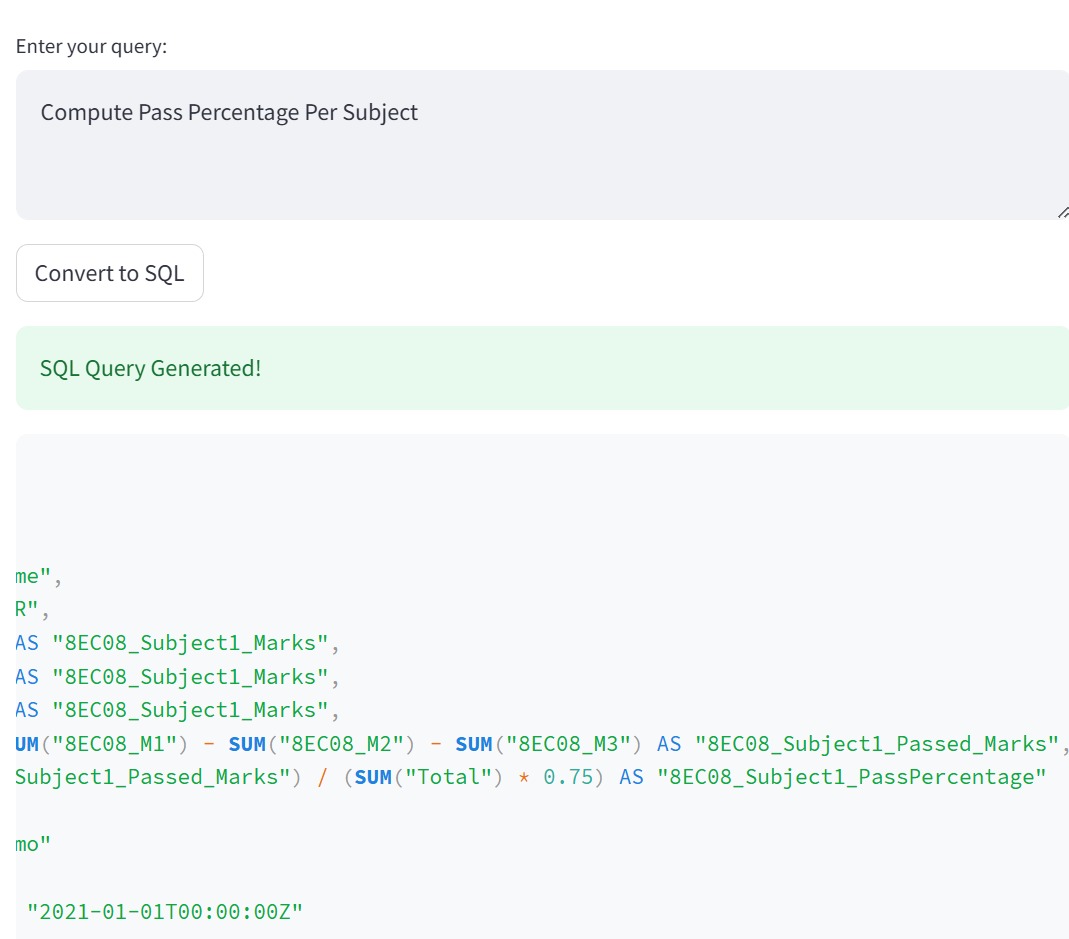 Enter your query:
Compute Pass Percentage Per Subject
Convert to SQL
SQL Query Generated!
me",
R",
AS "8EC08_Subject1_Marks",
AS "8EC08_Subject1_Marks",
AS "8EC08_Subject1_Marks",
UM("8EC08_M1") - SUM("8EC08_M2") - SUM("8EC08_M3") AS "8EC08_Subject1_Passed_Marks",
Subject1_Passed_Marks") / (SUM("Total") * 0.75) AS "8EC08_Subject1_PassPercentage"
mo"
"2021-01-01T00:00:00Z"